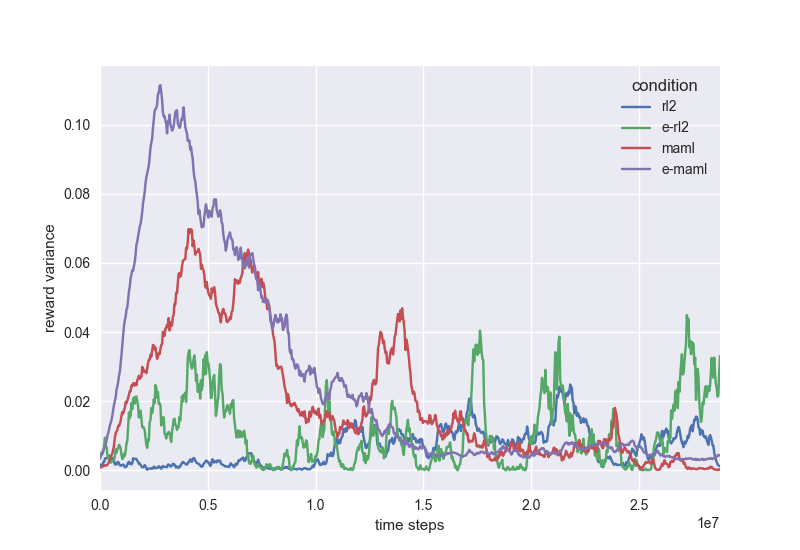 condition
rl2
e-rl2
maml
e-maml
0.10
0.08
0.06
0.04
0.02
0.00
reward variance
0.0 0.5 1.0 1.5 2.0 2.5
1e7
time steps